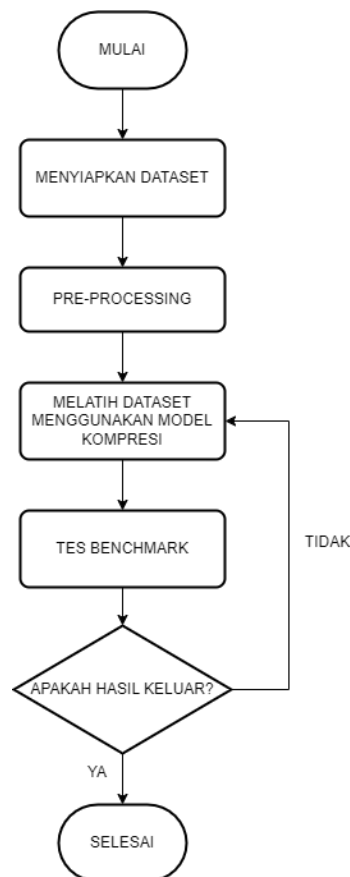 MULAI
MENYIAPKAN DATASET
PRE-PROCESSING
MELATIH DATASET
MENGGUNAKAN MODEL
KOMPRESI
TES BENCHMARK
TIDAK
APAKAH HASIL KELUAR?
YA
SELESAI